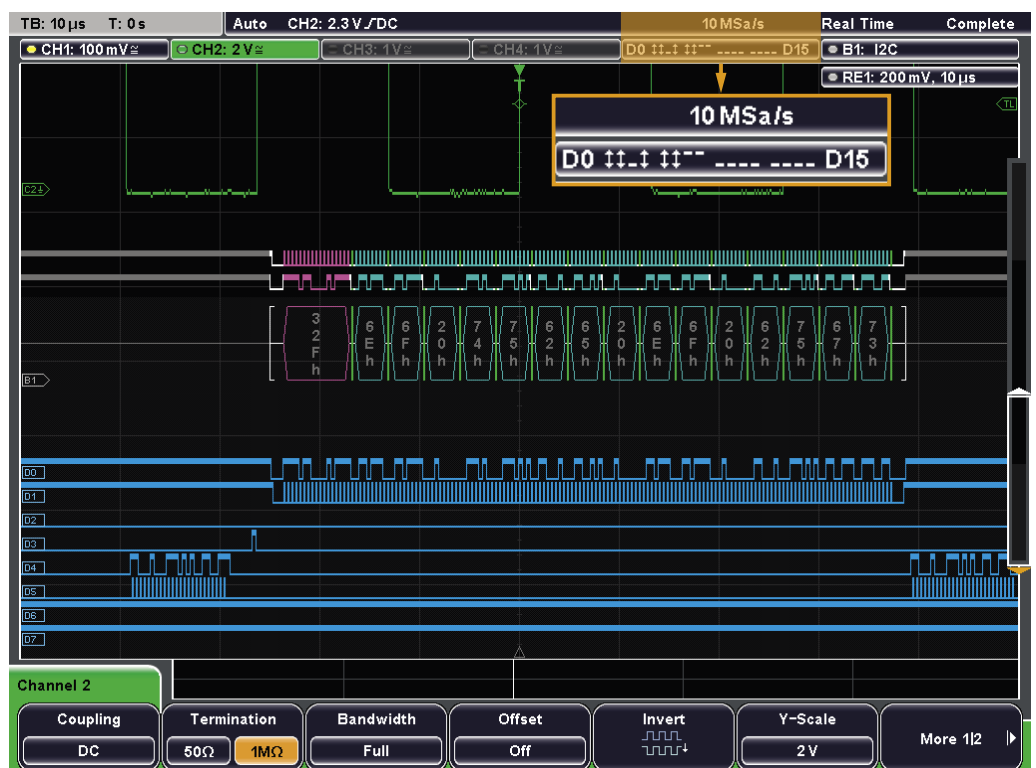 TB: 10 µs T: 0 s Auto CH2: 2.3 V DC 10 MSa/s Real Time Complete
CH1: 100 mV CH2: 2 V CH3: 1 V CH4: 1 V D0 D15 B1: I2C
RE1: 200 mV, 10 µs
T
TL
10 MSa/s
D0 D15
C2
32Fh 6Eh 6Fh 20h 74h 75h 62h 65h 20h 6Eh 6Fh 20h 62h 75h 67h 73h
B1
D0
D1
D2
D3
D4
D5
D6
D7
Channel 2
Coupling Termination Bandwidth Offset Invert Y-Scale More 1|2
DC 50Ω 1MΩ Full Off 2 V